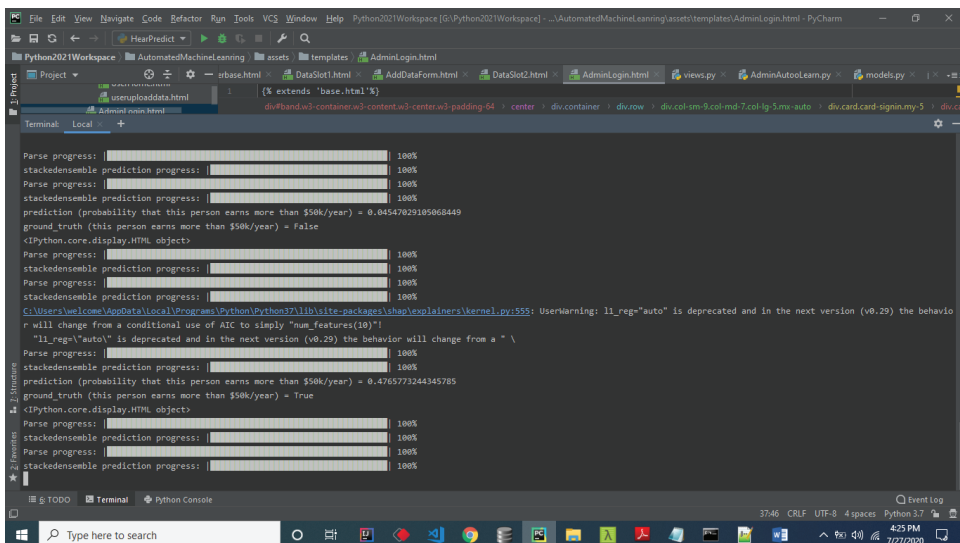 File Edit View Navigate Code Refactor Run Tools VCS Window Help Python2021Workspace [G:\Python2021Workspace] - ...\AutomatedMachineLeanring\assets\templates\AdminLogin.html - PyCharm
HearPredict
Python2021Workspace AutomatedMachineLeanring assets templates AdminLogin.html
1: Project
Project
erbase.html DataSlot1.html AddDataForm.html DataSlot2.html AdminLogin.html views.py AdminAutooLearn.py models.py
useruploaddata.html
AdminLogin.html
1 {% extends 'base.html'%}
div#band.w3-container.w3-content.w3-center.w3-padding-64 center div.container div.row div.col-sm-9.col-md-7.col-lg-5.mx-auto div.card.card-signin.my-5
Terminal: Local +
Parse progress: | | 100%
stackedensemble prediction progress: | | 100%
Parse progress: | | 100%
stackedensemble prediction progress: | | 100%
prediction (probability that this person earns more than $50k/year) = 0.04547029105068449
ground_truth (this person earns more than $50k/year) = False
<IPython.core.display.HTML object>
Parse progress: | | 100%
stackedensemble prediction progress: | | 100%
Parse progress: | | 100%
stackedensemble prediction progress: | | 100%
C:\Users\welcome\AppData\Local\Programs\Python\Python37\lib\site-packages\shap\explainers\kernel.py:555: UserWarning: l1_reg="auto" is deprecated and in the next version (v0.29) the behavio
r will change from a conditional use of AIC to simply "num_features(10)"!
"l1_reg=\"auto\" is deprecated and in the next version (v0.29) the behavior will change from a " \
Parse progress: | | 100%
stackedensemble prediction progress: | | 100%
prediction (probability that this person earns more than $50k/year) = 0.4765773244345785
ground_truth (this person earns more than $50k/year) = True
<IPython.core.display.HTML object>
Parse progress: | | 100%
stackedensemble prediction progress: | | 100%
Parse progress: | | 100%
stackedensemble prediction progress: | | 100%
7: Structure
2: Favorites
6: TODO Terminal Python Console Event Log
37:46 CRLF UTF-8 4 spaces Python 3.7
Type here to search
4:25 PM
7/27/2020